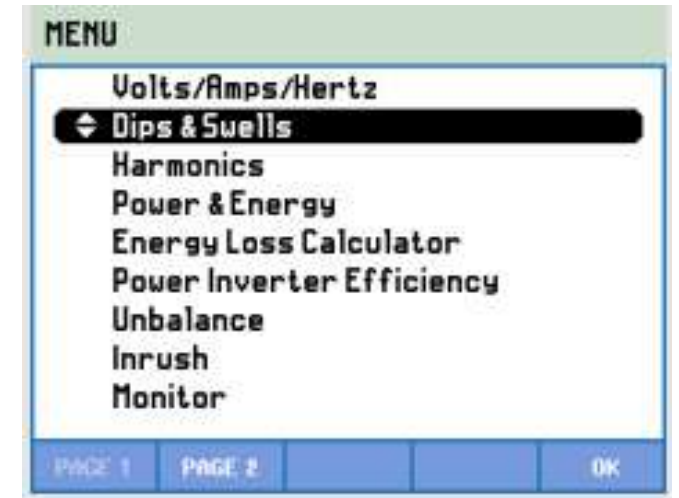 MENU
Volts/Amps/Hertz
Dips & Swells
Harmonics
Power & Energy
Energy Loss Calculator
Power Inverter Efficiency
Unbalance
Inrush
Monitor
PAGE 1 PAGE 2 OK